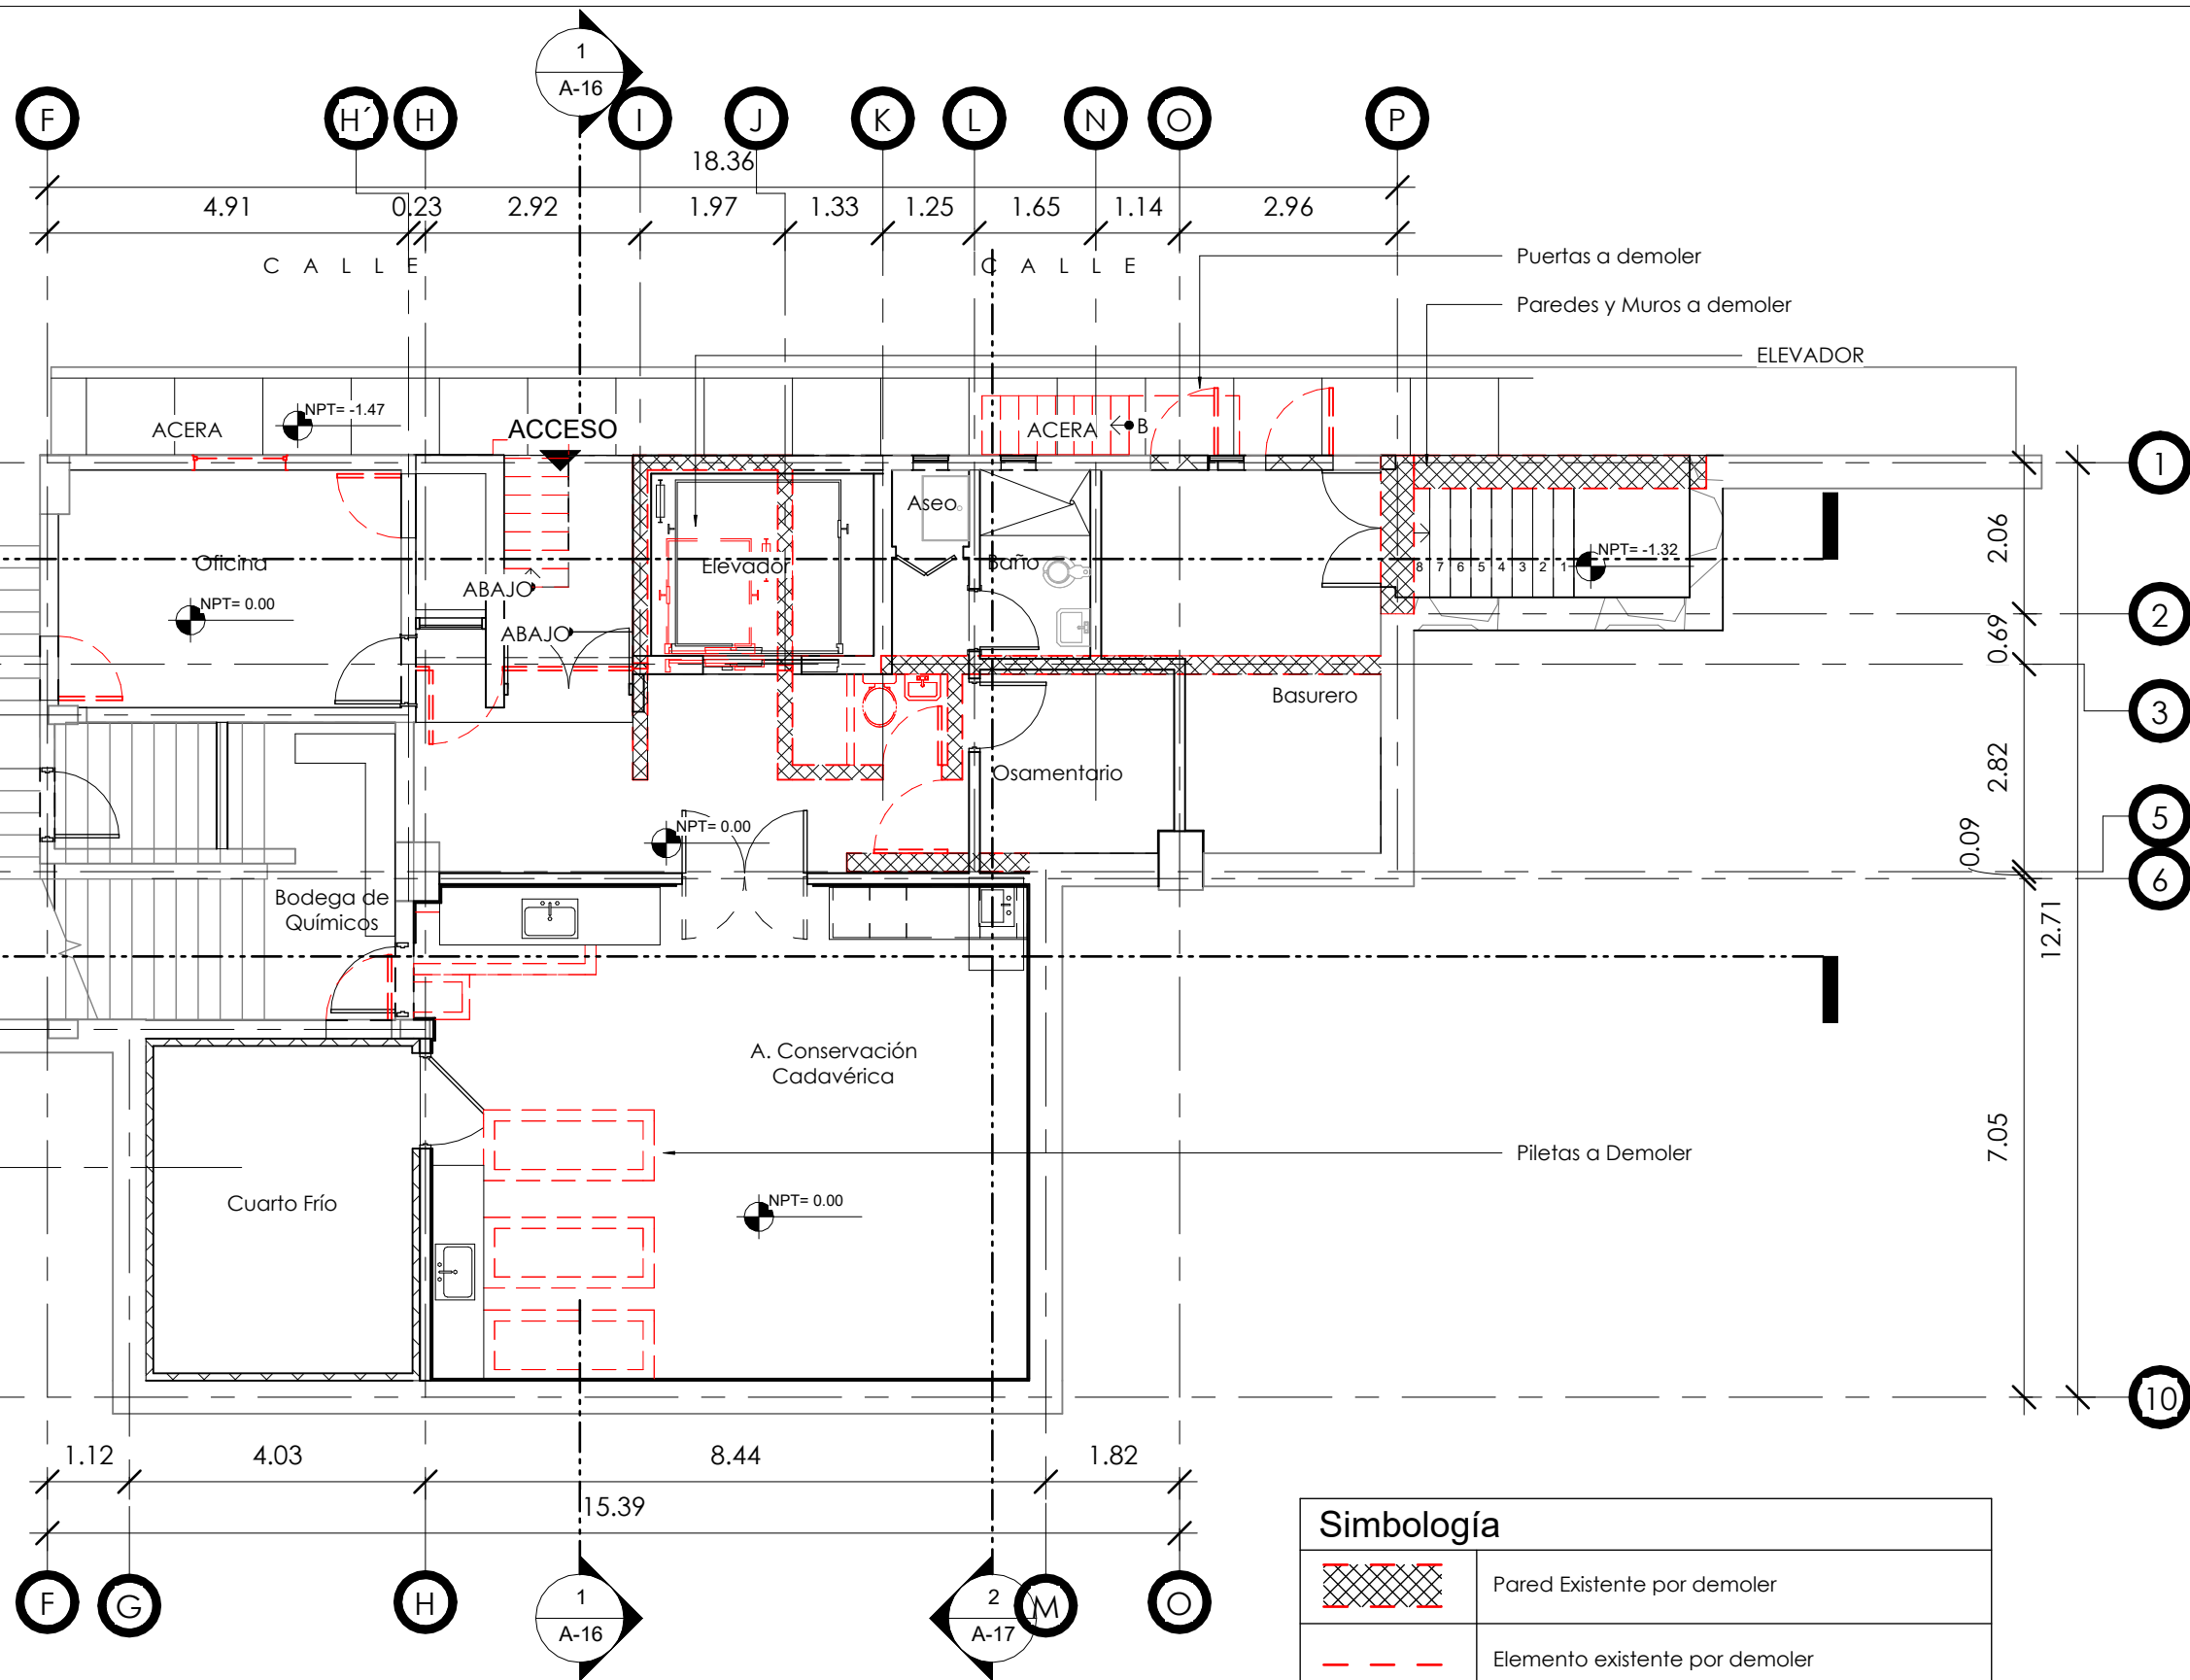 1
A-16
F
H´
H
I
J
K
L
N
O
P
18.36
4.91
0.23
2.92
1.97
1.33
1.25
1.65
1.14
2.96
C A L L E
C A L L E
Puertas a demoler
Paredes y Muros a demoler
ELEVADOR
NPT= -1.47
ACERA
ACCESO
ACERA
B
1
Aseo
2.06
Oficina
Elevador
Baño
NPT= -1.32
8 7 6 5 4 3 2 1
ABAJO
NPT= 0.00
ABAJO
2
0.69
Basurero
3
Osamentario
2.82
NPT= 0.00
5
0.09
6
Bodega de
Químicos
12.71
A. Conservación
Cadavérica
7.05
Piletas a Demoler
Cuarto Frío
NPT= 0.00
10
1.12
4.03
8.44
1.82
15.39
Simbología
Pared Existente por demoler
Elemento existente por demoler
F
G
H
1
A-16
2
A-17
M
O